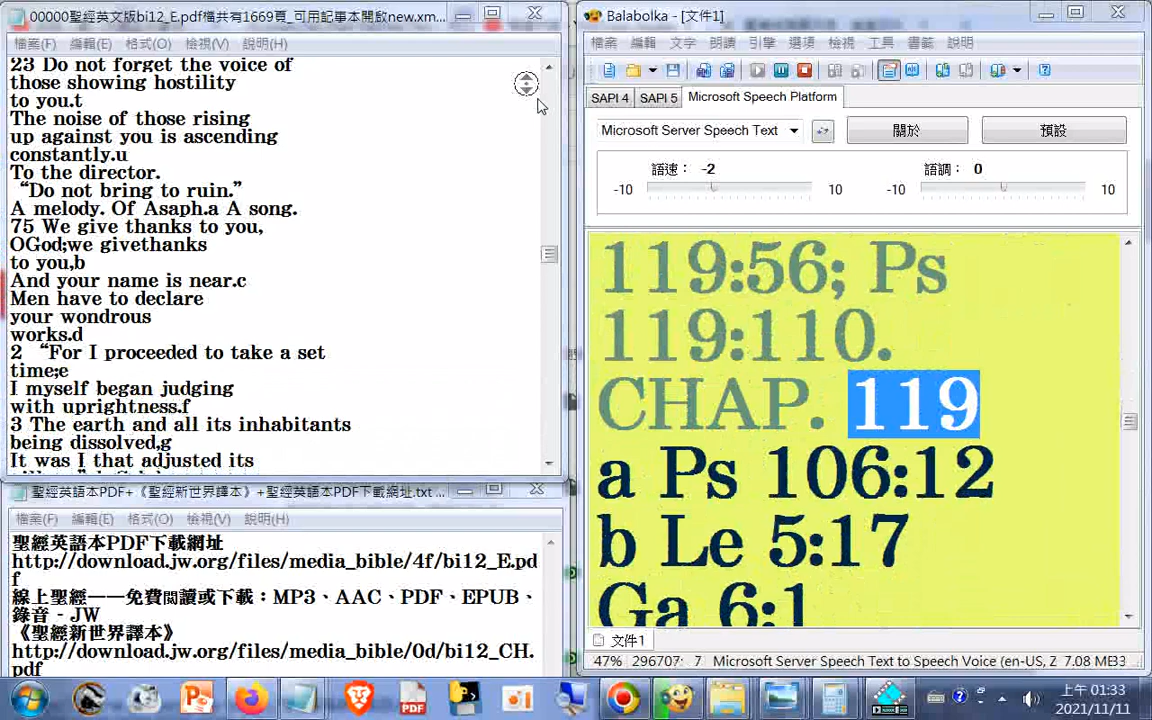 00000聖經英文版bi12_E.pdf檔共有1669頁_可用記事本開啟new.xm...
檔案(F) 編輯(E) 格式(O) 檢視(V) 說明(H)
23 Do not forget the voice of
those showing hostility
to you.t
The noise of those rising
up against you is ascending
constantly.u
To the director.
“Do not bring to ruin.”
A melody. Of Asaph.a A song.
75 We give thanks to you,
OGod;we givethanks
to you,b
And your name is near.c
Men have to declare
your wondrous
works.d
2 “For I proceeded to take a set
time;e
I myself began judging
with uprightness.f
3 The earth and all its inhabitants
being dissolved,g
It was I that adjusted its
聖經英語本PDF+《聖經新世界譯本》+聖經英語本PDF下載網址.txt ...
檔案(F) 編輯(E) 格式(O) 檢視(V) 說明(H)
聖經英語本PDF下載網址
http://download.jw.org/files/media_bible/4f/bi12_E.pd
f
線上聖經——免費閱讀或下載：MP3、AAC、PDF、EPUB、
錄音 - JW
《聖經新世界譯本》
http://download.jw.org/files/media_bible/0d/bi12_CH.
pdf
Balabolka - [文件1]
檔案 編輯 文字 朗讀 引擎 選項 檢視 工具 書籤 說明
SAPI 4 SAPI 5 Microsoft Speech Platform
Microsoft Server Speech Text 關於 預設
語速： -2 語調： 0
-10 10 -10 10
119:56; Ps
119:110.
CHAP. 119
a Ps 106:12
b Le 5:17
Ga 6:1
文件1
47% 296707: 7 Microsoft Server Speech Text to Speech Voice (en-US, Z 7.08 MB
上午 01:33
2021/11/11